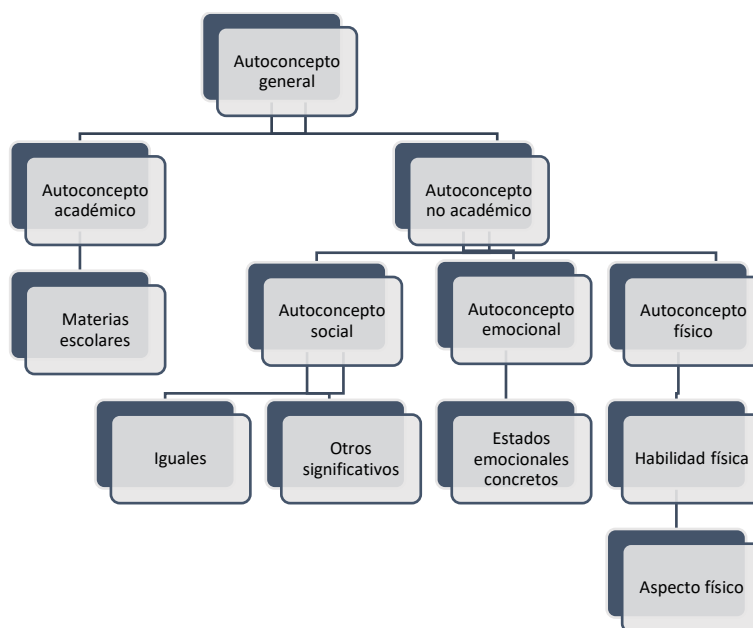 Autoconcepto
general
Autoconcepto
académico
Autoconcepto
no académico
Materias
escolares
Autoconcepto
social
Autoconcepto
emocional
Autoconcepto
físico
Iguales
Otros
significativos
Estados
emocionales
concretos
Habilidad física
Aspecto físico